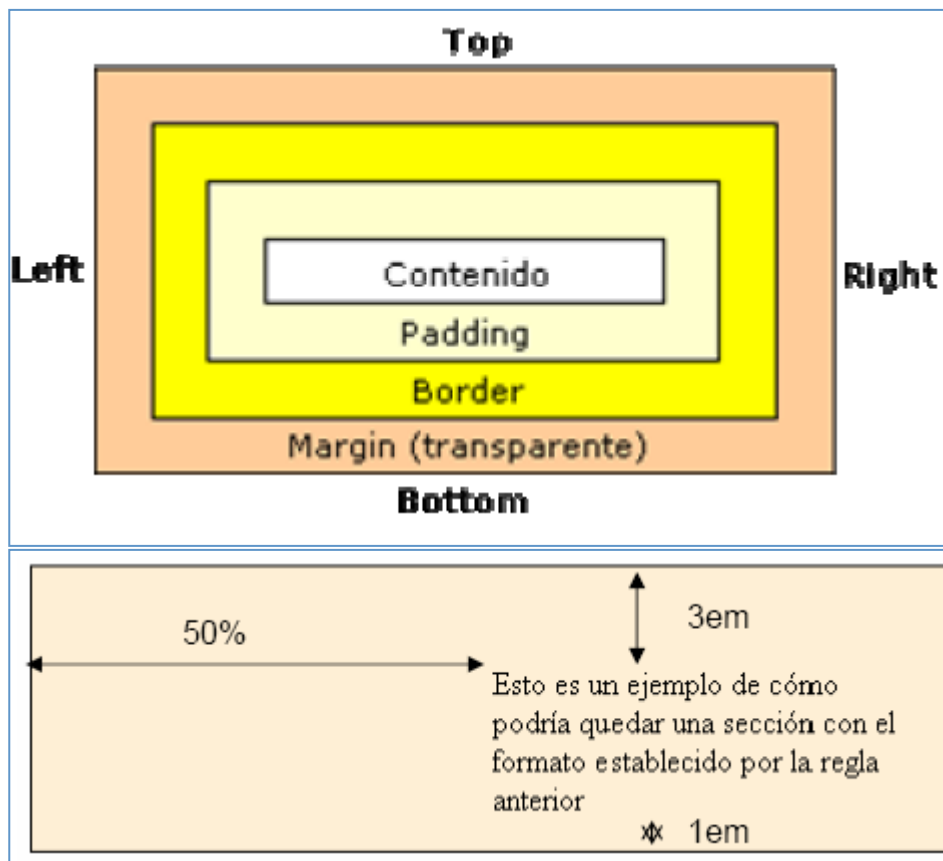 Top
Left
Contenido
Right
Padding
Border
Margin (transparente)
Bottom
50%
3em
Esto es un ejemplo de cómo
podría quedar una sección con el
formato establecido por la regla
anterior
1em